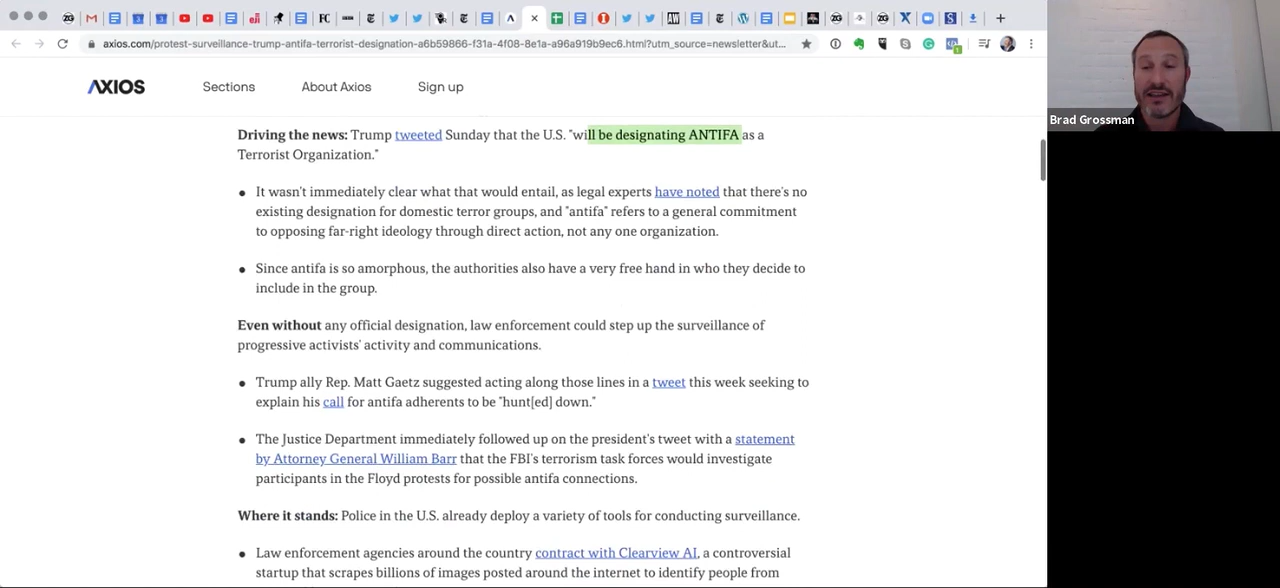 axios.com/protest-surveillance-trump-antifa-terrorist-designation-a6b59866-f31a-4f08-8e1a-a96a919b9ec6.html?utm_source=newsletter&ut...
AXIOS
Sections
About Axios
Sign up
Brad Grossman
Driving the news: Trump tweeted Sunday that the U.S. "will be designating ANTIFA as a
Terrorist Organization."
• It wasn't immediately clear what that would entail, as legal experts have noted that there's no
existing designation for domestic terror groups, and "antifa" refers to a general commitment
to opposing far-right ideology through direct action, not any one organization.
• Since antifa is so amorphous, the authorities also have a very free hand in who they decide to
include in the group.
Even without any official designation, law enforcement could step up the surveillance of
progressive activists' activity and communications.
• Trump ally Rep. Matt Gaetz suggested acting along those lines in a tweet this week seeking to
explain his call for antifa adherents to be "hunt[ed] down."
• The Justice Department immediately followed up on the president's tweet with a statement
by Attorney General William Barr that the FBI's terrorism task forces would investigate
participants in the Floyd protests for possible antifa connections.
Where it stands: Police in the U.S. already deploy a variety of tools for conducting surveillance.
• Law enforcement agencies around the country contract with Clearview AI, a controversial
startup that scrapes billions of images posted around the internet to identify people from